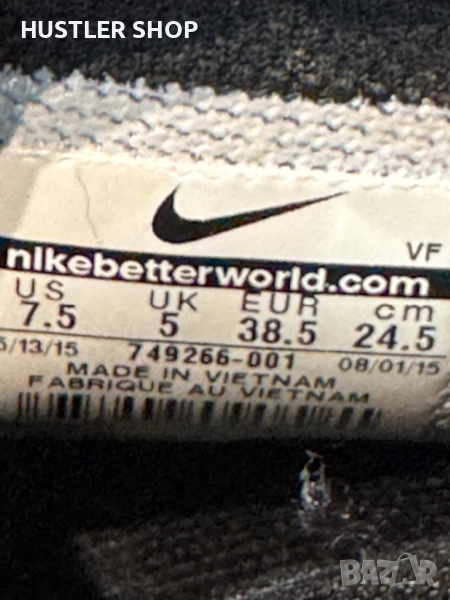 HUSTLER SHOP
VF
nikebetterworld.com
US UK EUR cm
7.5 5 38.5 24.5
5/13/15 749266-001 08/01/15
MADE IN VIETNAM
FABRIQUE AU VIETNAM
BAZAR